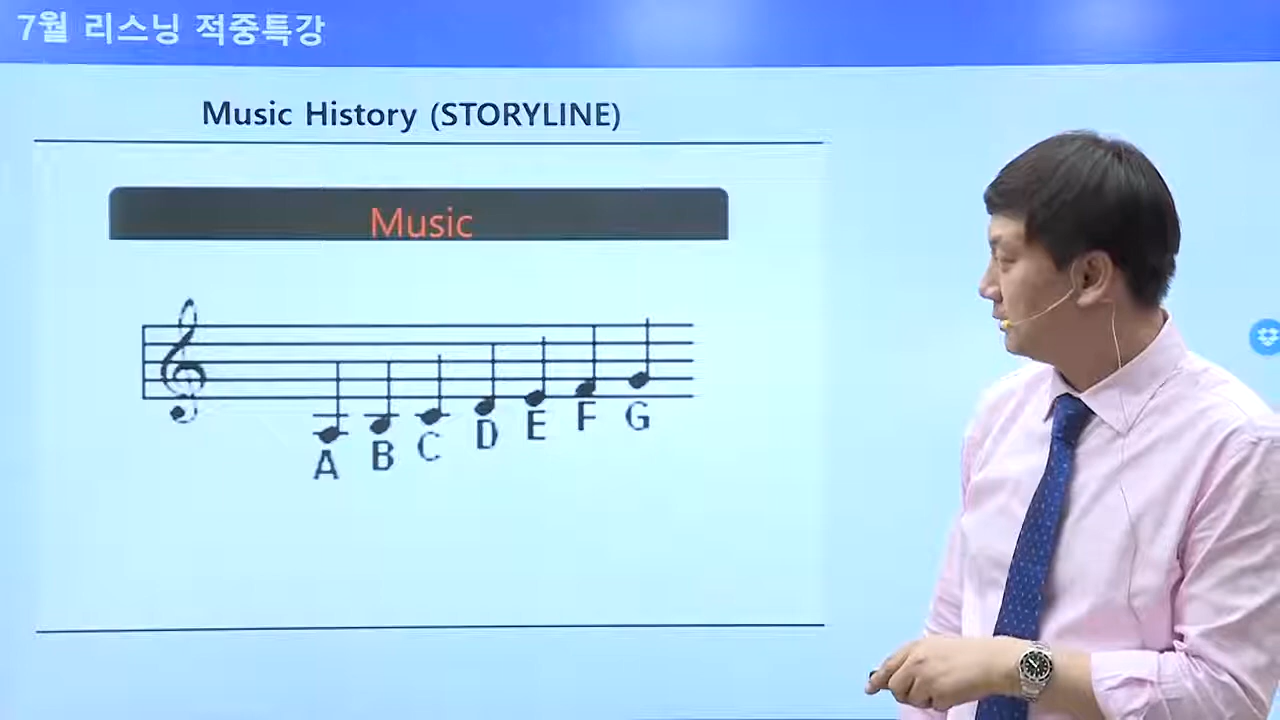 7월 리스닝 적중특강
Music History (STORYLINE)
Music
A B C D E F G